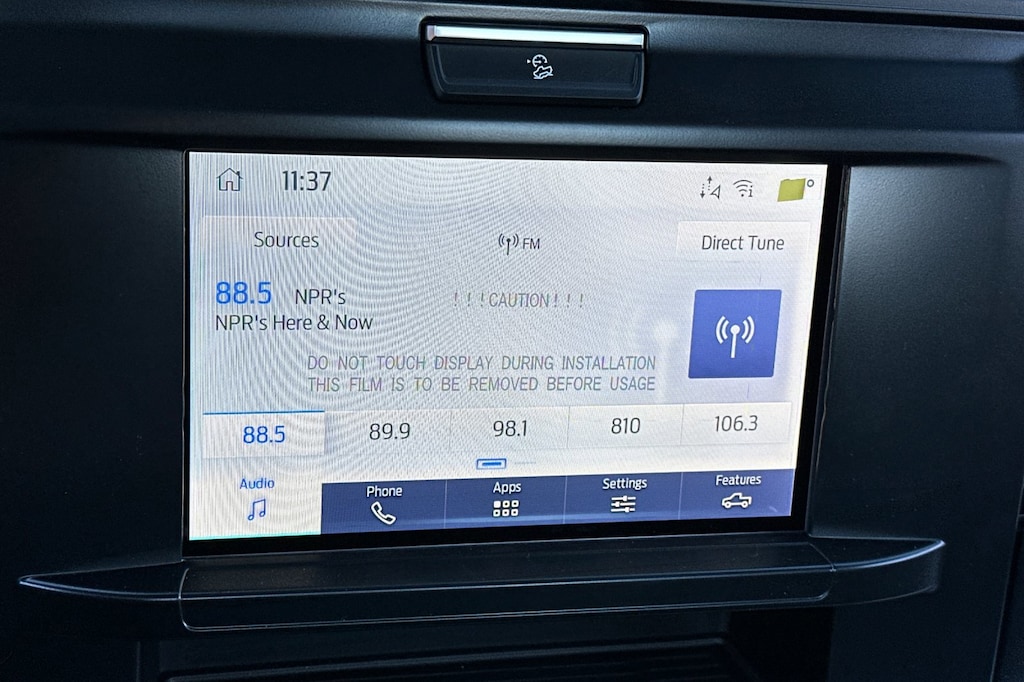 11:37
Sources
FM
Direct Tune
88.5 NPR's
NPR's Here & Now
! ! ! CAUTION ! ! !
DO NOT TOUCH DISPLAY DURING INSTALLATION
THIS FILM IS TO BE REMOVED BEFORE USAGE
88.5 89.9 98.1 810 106.3
Audio Phone Apps Settings Features